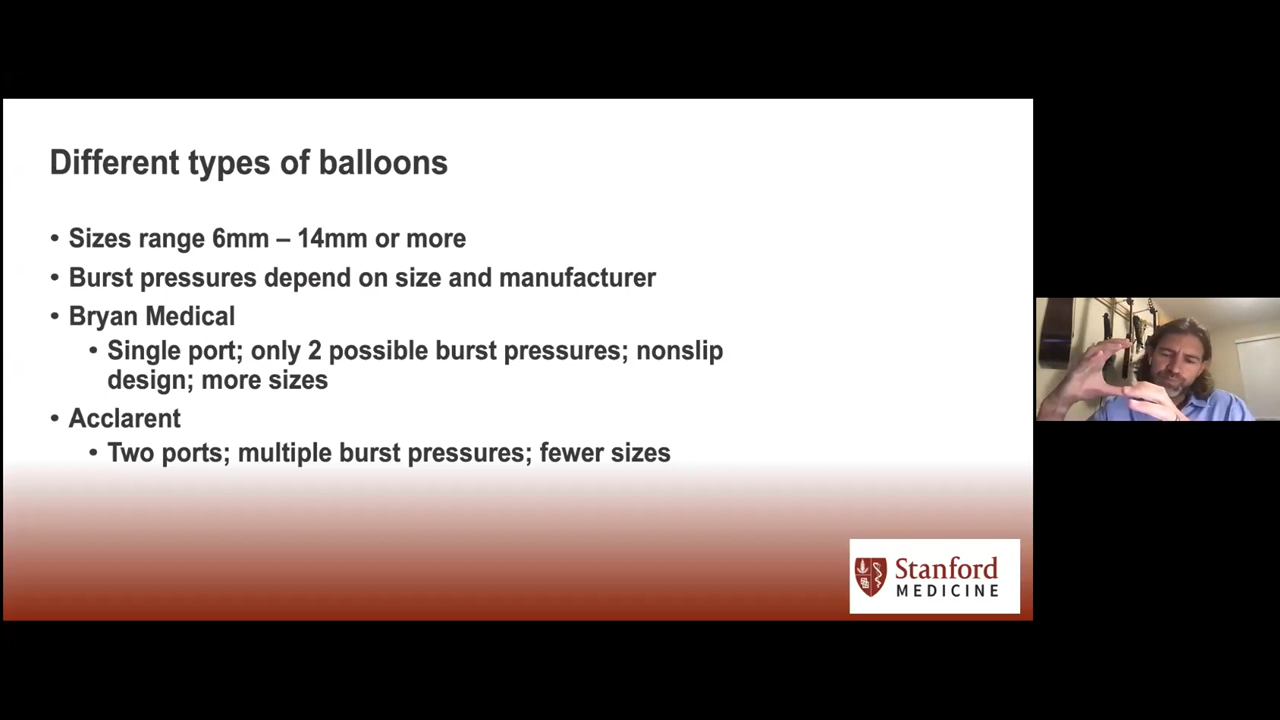 Different types of balloons
• Sizes range 6mm – 14mm or more
• Burst pressures depend on size and manufacturer
• Bryan Medical
• Single port; only 2 possible burst pressures; nonslip
design; more sizes
• Acclarent
• Two ports; multiple burst pressures; fewer sizes
Stanford
MEDICINE